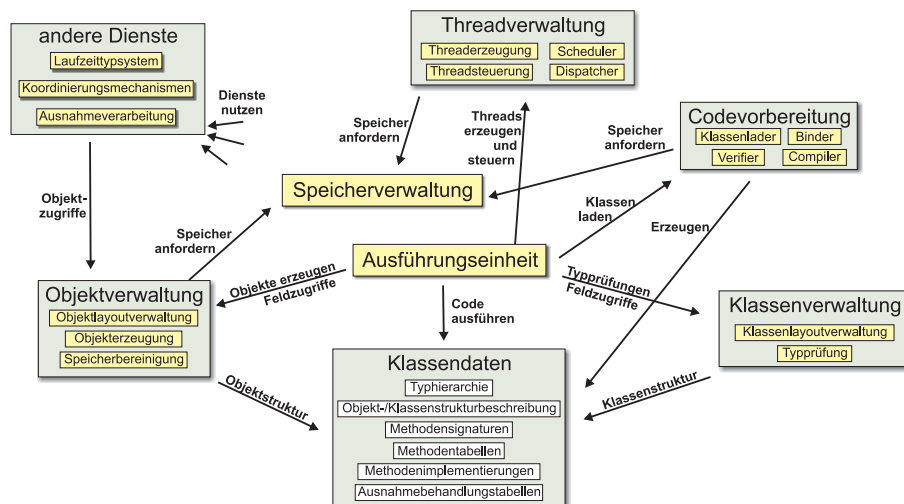 andere Dienste
Laufzeittypsystem
Koordinierungsmechanismen
Ausnahmeverarbeitung
Dienste
nutzen
Threadverwaltung
Threaderzeugung
Scheduler
Threadsteuerung
Dispatcher
Speicher
anfordern
Threads
erzeugen
und
steuern
Speicher
anfordern
Codevorbereitung
Klassenlader
Binder
Verifier
Compiler
Speicherverwaltung
Objekt-
zugriffe
Speicher
anfordern
Klassen
laden
Erzeugen
Ausführungseinheit
Objekte erzeugen
Feldzugriffe
Typprüfungen
Feldzugriffe
Code
ausführen
Objektverwaltung
Objektlayoutverwaltung
Objekterzeugung
Speicherbereinigung
Klassenverwaltung
Klassenlayoutverwaltung
Typprüfung
Objektstruktur
Klassenstruktur
Klassendaten
Typhierarchie
Objekt-/Klassenstrukturbeschreibung
Methodensignaturen
Methodentabellen
Methodenimplementierungen
Ausnahmebehandlungstabellen